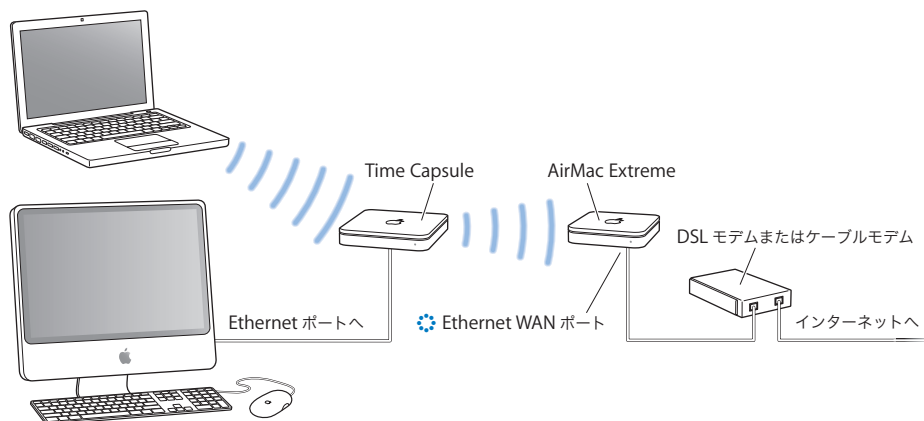 Time Capsule
AirMac Extreme
DSL モデムまたはケーブルモデム
Ethernet ポートへ
Ethernet WAN ポート
インターネットへ